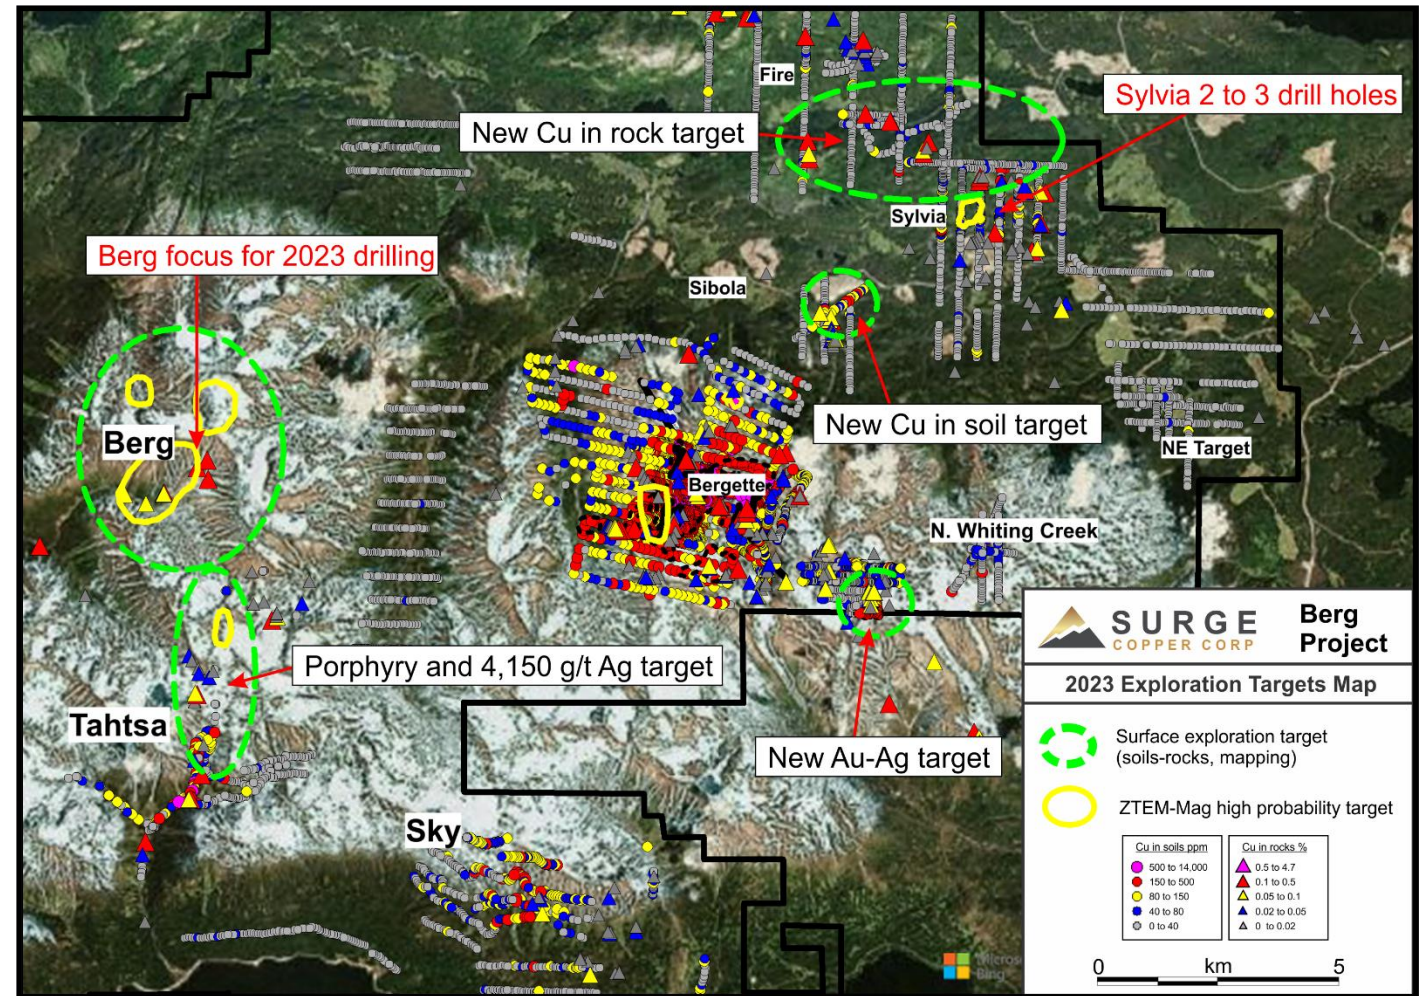 Fire
Sylvia 2 to 3 drill holes
New Cu in rock target
Sylvia
Berg focus for 2023 drilling
Sibola
New Cu in soil target
Berg
NE Target
Bergette
N. Whiting Creek
Porphyry and 4,150 g/t Ag target
Tahtsa
New Au-Ag target
Sky
SURGE
COPPER CORP
Berg
Project
2023 Exploration Targets Map
Surface exploration target
(soils-rocks, mapping)
ZTEM-Mag high probability target
Cu in soils ppm
500 to 14,000
150 to 500
80 to 150
40 to 80
0 to 40
Cu in rocks %
0.5 to 4.7
0.1 to 0.5
0.05 to 0.1
0.02 to 0.05
0 to 0.02
Bing
0 km 5